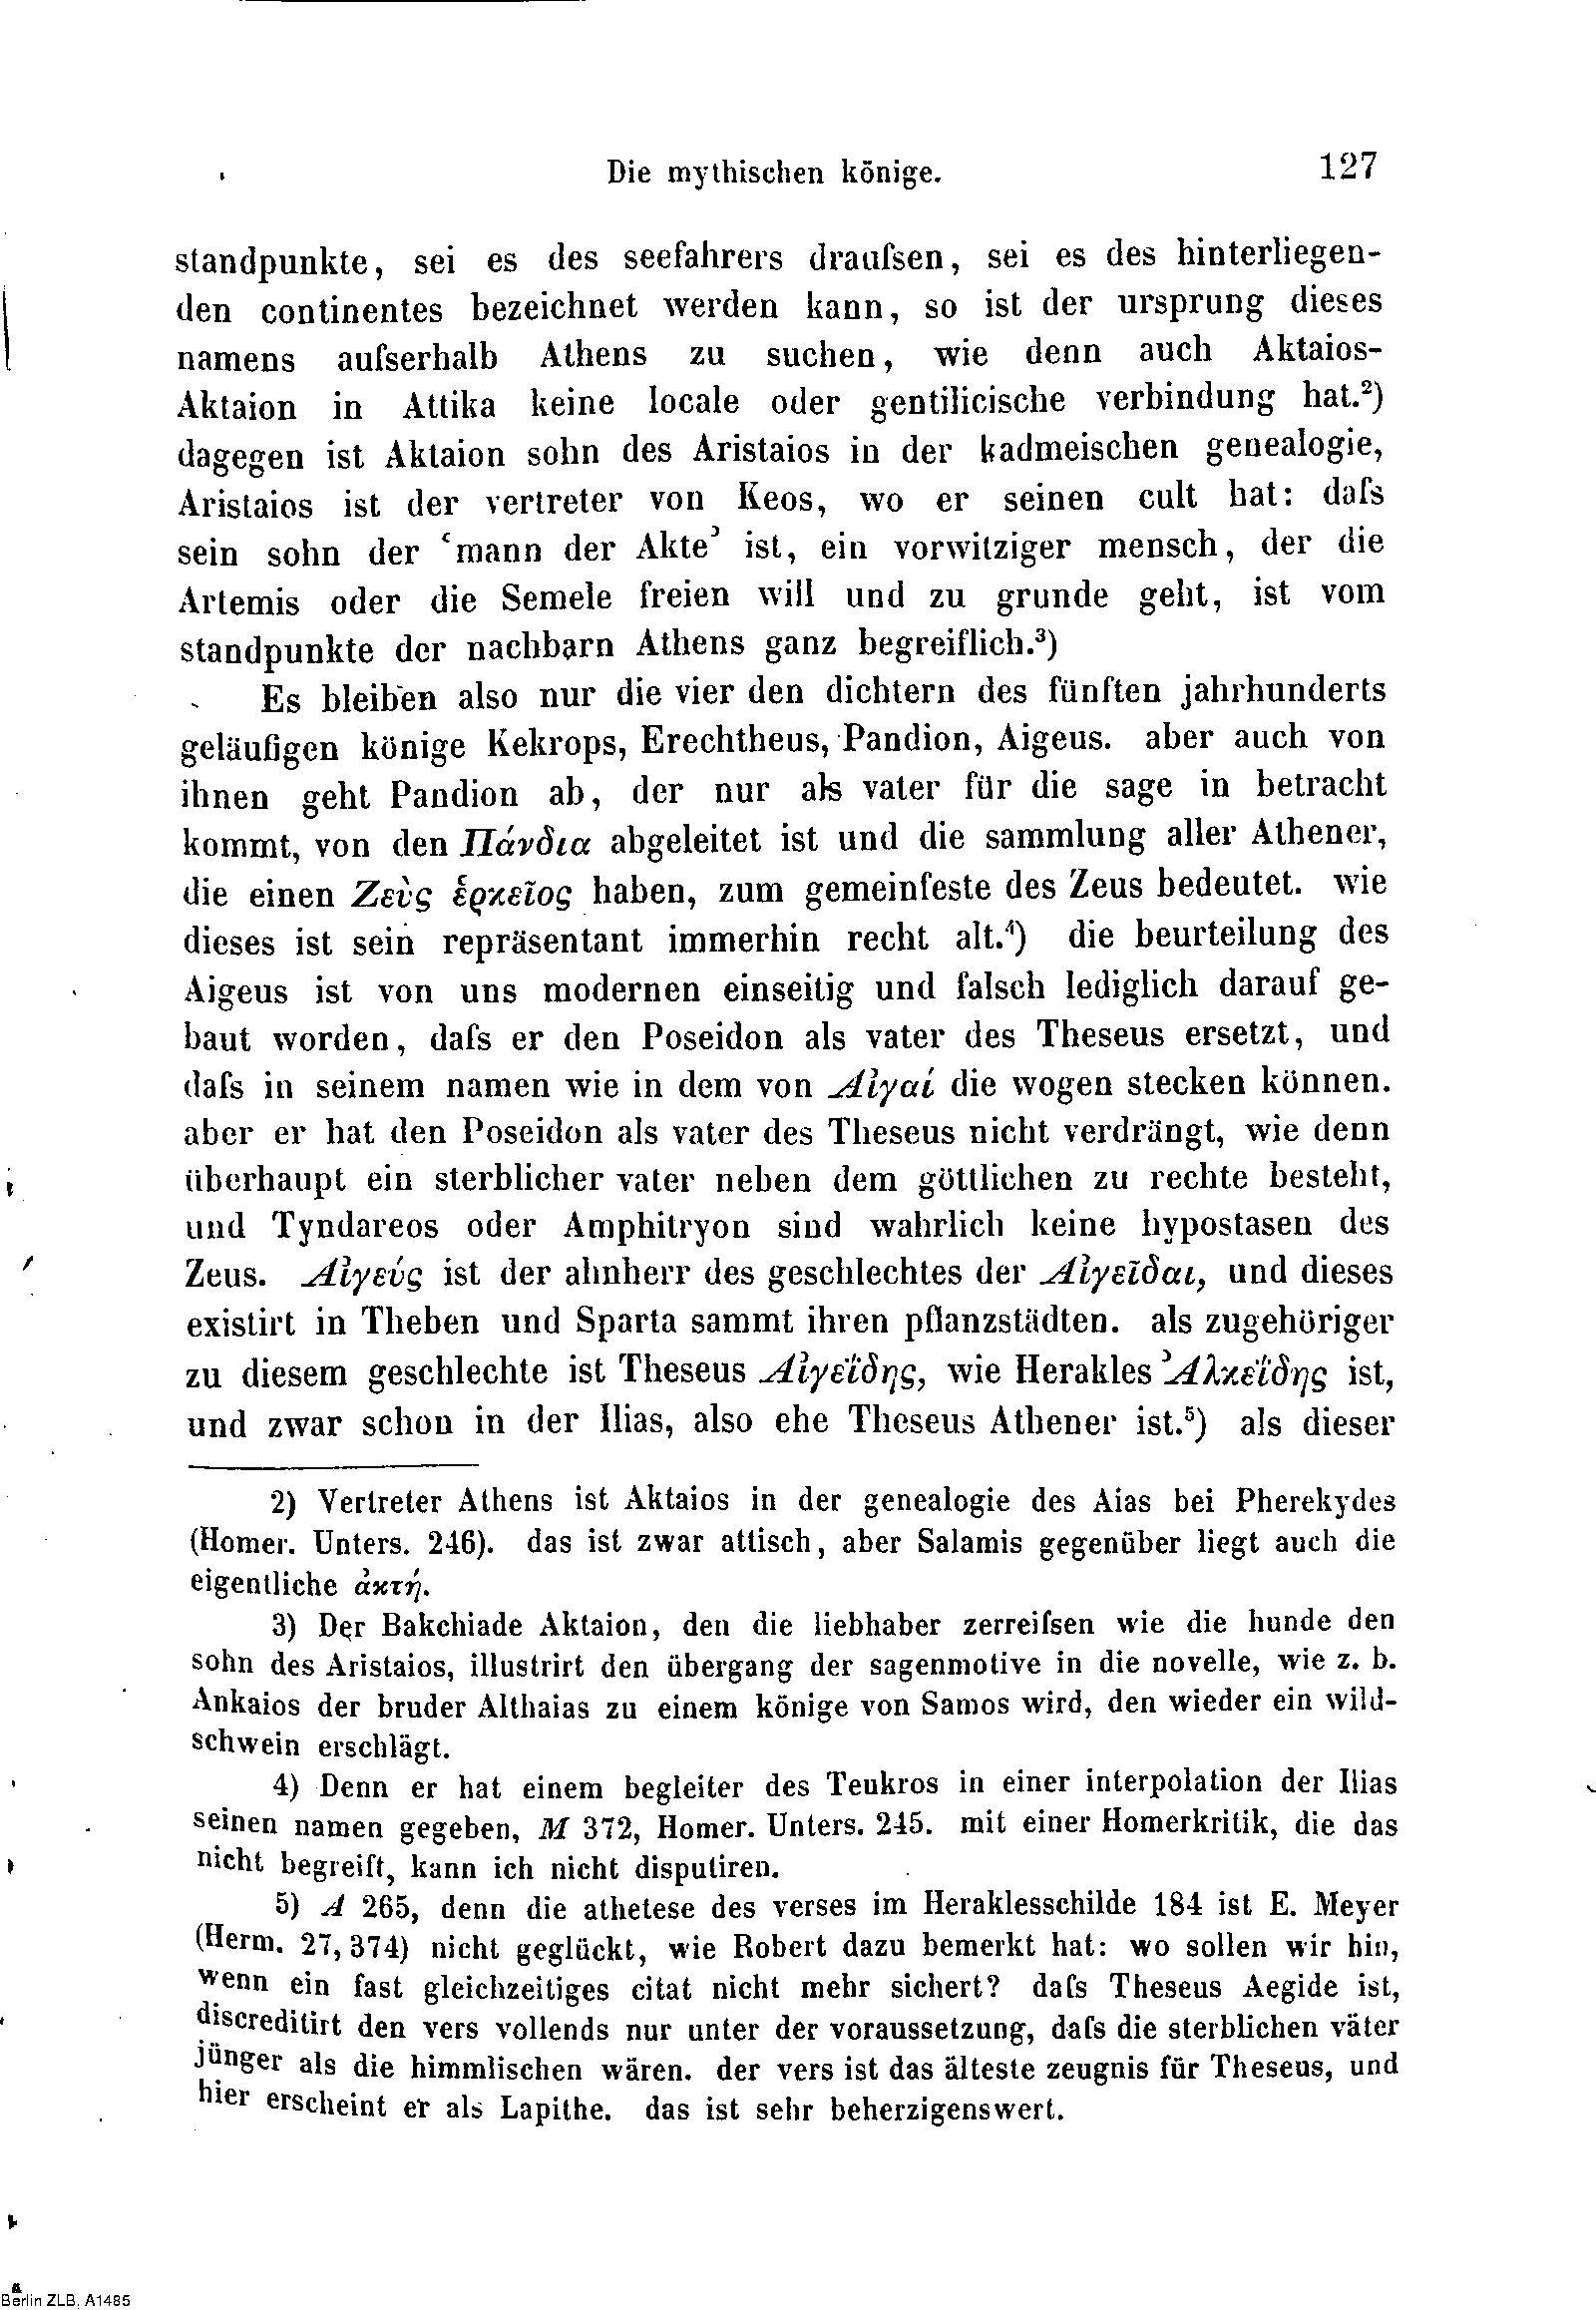 Die mythischen könige. 127
standpunkte, sei es des seefahrers drauſsen, sei es des hinterliegen-
den continentes bezeichnet werden kann, so ist der ursprung dieses
namens auſserhalb Athens zu suchen, wie denn auch Aktaios-
Aktaion in Attika keine locale oder gentilicische verbindung hat.²)
dagegen ist Aktaion sohn des Aristaios in der kadmeischen genealogie,
Aristaios ist der vertreter von Keos, wo er seinen cult hat: daſs
sein sohn der ‘mann der Akte’ ist, ein vorwitziger mensch, der die
Artemis oder die Semele freien will und zu grunde geht, ist vom
standpunkte der nachbarn Athens ganz begreiflich.³)
Es bleiben also nur die vier den dichtern des fünften jahrhunderts
geläufigen könige Kekrops, Erechtheus, Pandion, Aigeus. aber auch von
ihnen geht Pandion ab, der nur als vater für die sage in betracht
kommt, von den Πάνδια abgeleitet ist und die sammlung aller Athener,
die einen Ζεὺς ἑρκεῖος haben, zum gemeinfeste des Zeus bedeutet. wie
dieses ist sein repräsentant immerhin recht alt.⁴) die beurteilung des
Aigeus ist von uns modernen einseitig und falsch lediglich darauf ge-
baut worden, daſs er den Poseidon als vater des Theseus ersetzt, und
daſs in seinem namen wie in dem von Αἰγαί die wogen stecken können.
aber er hat den Poseidon als vater des Theseus nicht verdrängt, wie denn
überhaupt ein sterblicher vater neben dem göttlichen zu rechte besteht,
und Tyndareos oder Amphitryon sind wahrlich keine hypostasen des
Zeus. Αἰγεύς ist der ahnherr des geschlechtes der Αἰγεῖδαι, und dieses
existirt in Theben und Sparta sammt ihren pflanzstädten. als zugehöriger
zu diesem geschlechte ist Theseus Αἰγεΐδης, wie Herakles Ἀλκεΐδης ist,
und zwar schon in der Ilias, also ehe Theseus Athener ist.⁵) als dieser
2) Vertreter Athens ist Aktaios in der genealogie des Aias bei Pherekydes
(Homer. Unters. 246). das ist zwar attisch, aber Salamis gegenüber liegt auch die
eigentliche ἀκτή.
3) Der Bakchiade Aktaion, den die liebhaber zerreiſsen wie die hunde den
sohn des Aristaios, illustrirt den übergang der sagenmotive in die novelle, wie z. b.
Ankaios der bruder Althaias zu einem könige von Samos wird, den wieder ein wild-
schwein erschlägt.
4) Denn er hat einem begleiter des Teukros in einer interpolation der Ilias
seinen namen gegeben, M 372, Homer. Unters. 245. mit einer Homerkritik, die das
nicht begreift, kann ich nicht disputiren.
5) A 265, denn die athetese des verses im Heraklesschilde 184 ist E. Meyer
(Herm. 27, 374) nicht geglückt, wie Robert dazu bemerkt hat: wo sollen wir hin,
wenn ein fast gleichzeitiges citat nicht mehr sichert? daſs Theseus Aegide ist,
discreditirt den vers vollends nur unter der voraussetzung, daſs die sterblichen väter
jünger als die himmlischen wären. der vers ist das älteste zeugnis für Theseus, und
hier erscheint er als Lapithe. das ist sehr beherzigenswert.
Berlin ZLB, A1485